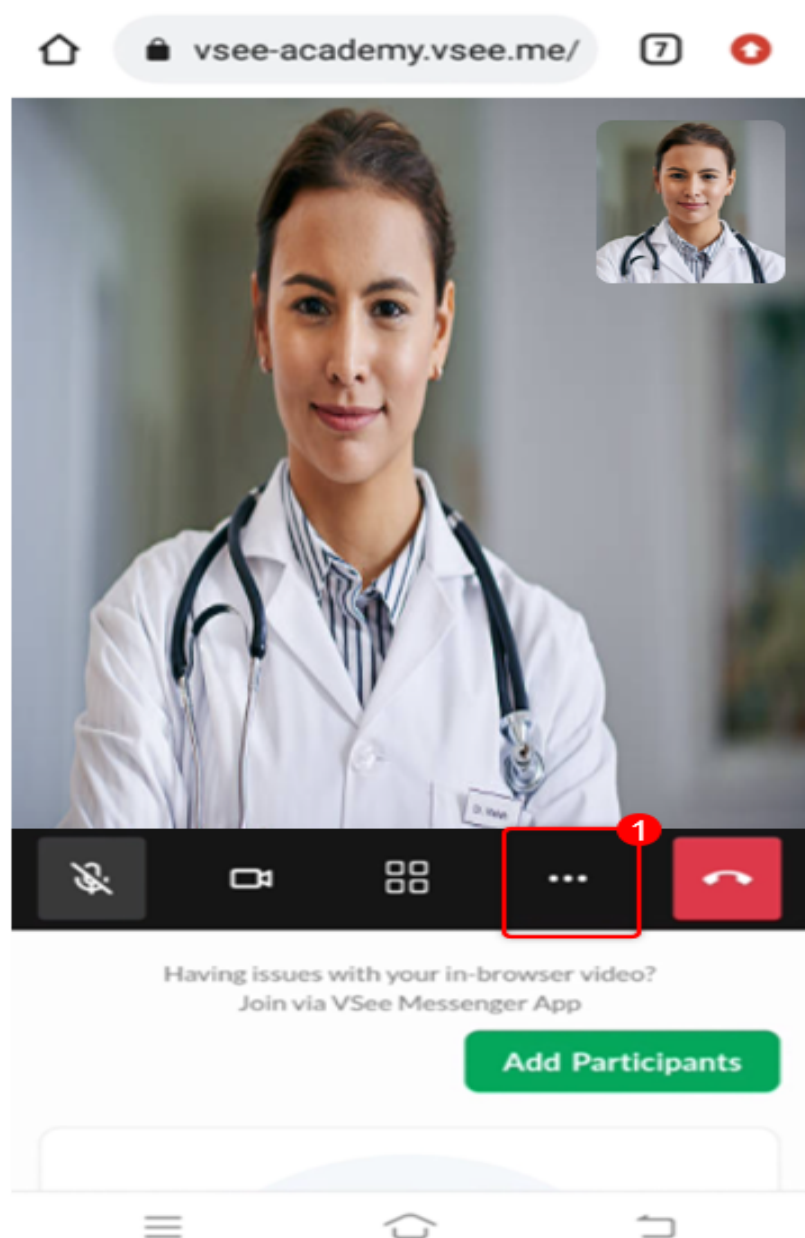 vsee-academy.vsee.me/
7
1
Having issues with your in-browser video?
Join via VSee Messenger App
Add Participants